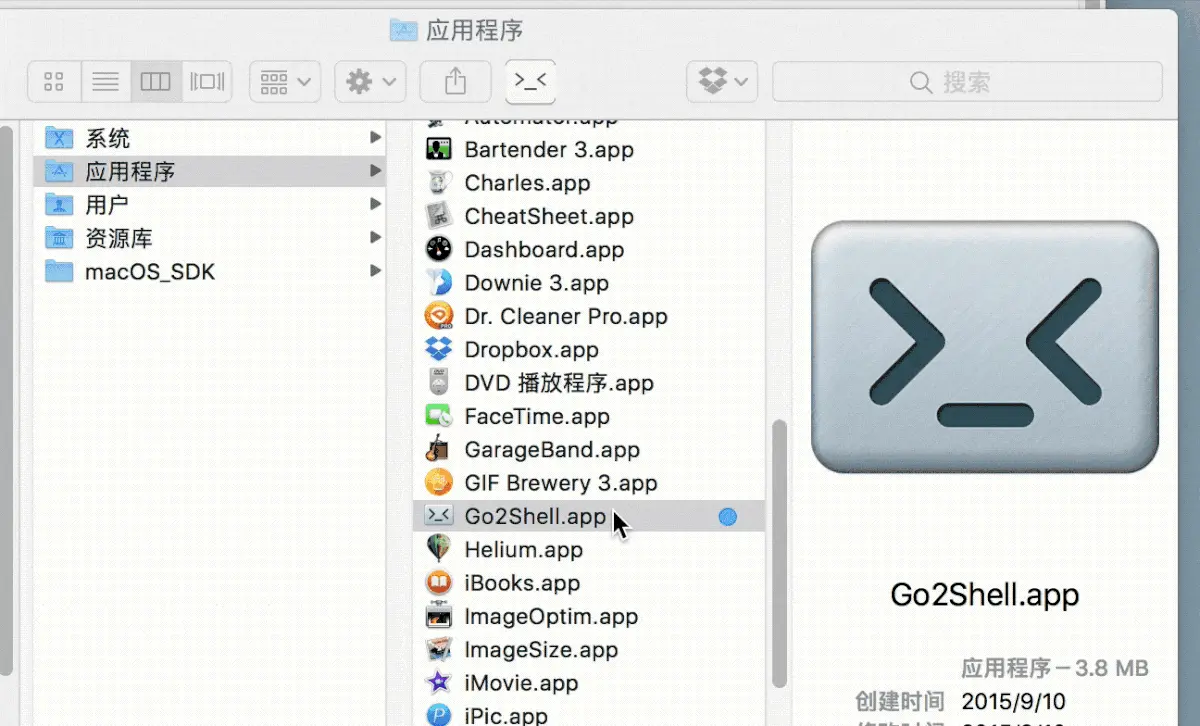 应用程序
搜索
系统
应用程序
用户
资源库
macOS_SDK
Automator.app
Bartender 3.app
Charles.app
CheatSheet.app
Dashboard.app
Downie 3.app
Dr. Cleaner Pro.app
Dropbox.app
DVD 播放程序.app
FaceTime.app
GarageBand.app
GIF Brewery 3.app
Go2Shell.app
Helium.app
iBooks.app
ImageOptim.app
ImageSize.app
iMovie.app
iPic.app
Go2Shell.app
应用程序 – 3.8 MB
创建时间 2015/9/10